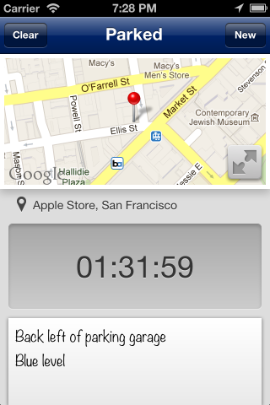 Carrier 7:28 PM
Clear Parked New
Macy's
Macy's
Men's Store
O'Farrell St
Stevenson
Powell St
Market St
Ellis St
Contemporary
Jewish Museum
Mason St
Hallidie
Plaza
Jessie St
Google
Apple Store, San Francisco
01:31:59
Back left of parking garage
Blue level